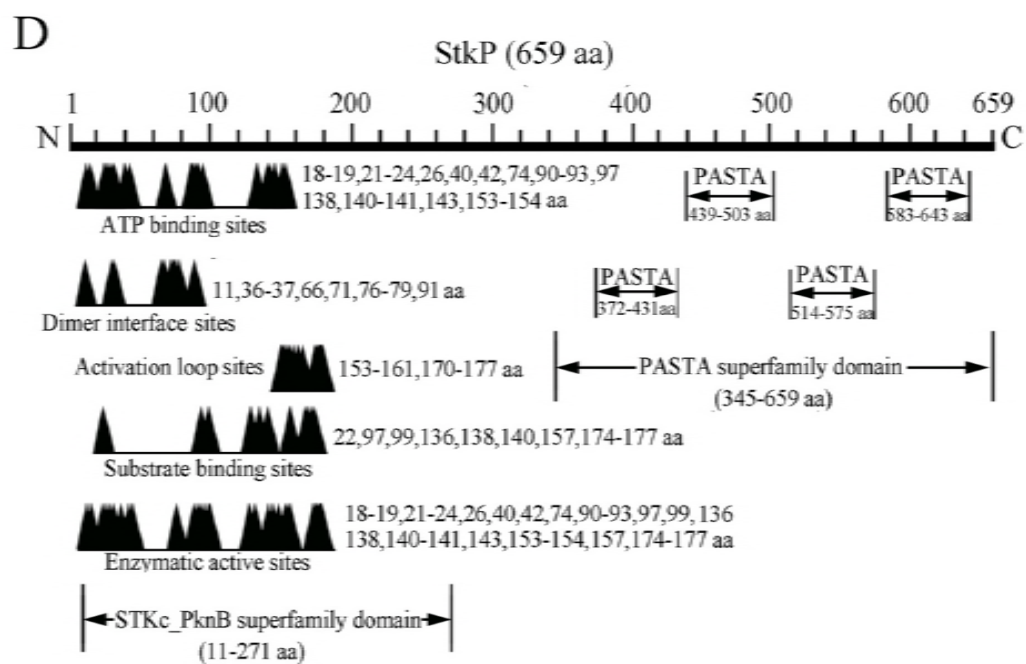 D
StkP (659 aa)
1 100 200 300 400 500 600 659
N C
18-19,21-24,26,40,42,74,90-93,97
138,140-141,143,153-154 aa
ATP binding sites
PASTA
439-503 aa
PASTA
583-643 aa
11,36-37,66,71,76-79,91 aa
Dimer interface sites
PASTA
372-431aa
PASTA
514-575 aa
Activation loop sites
153-161,170-177 aa
PASTA superfamily domain
(345-659 aa)
22,97,99,136,138,140,157,174-177 aa
Substrate binding sites
18-19,21-24,26,40,42,74,90-93,97,99,136
138,140-141,143,153-154,157,174-177 aa
Enzymatic active sites
STKc_PknB superfamily domain
(11-271 aa)